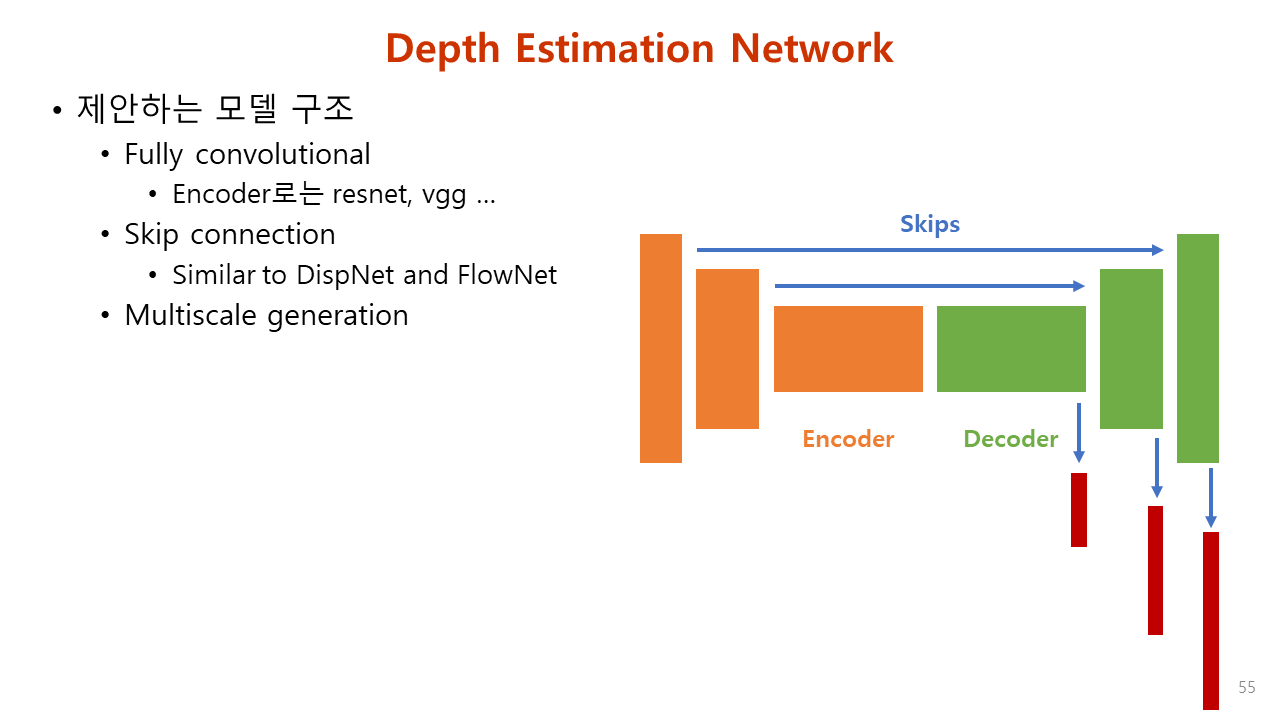 Depth Estimation Network
• 제안하는 모델 구조
• Fully convolutional
• Encoder로는 resnet, vgg ...
• Skip connection
• Similar to DispNet and FlowNet
• Multiscale generation
Skips
Encoder
Decoder
55